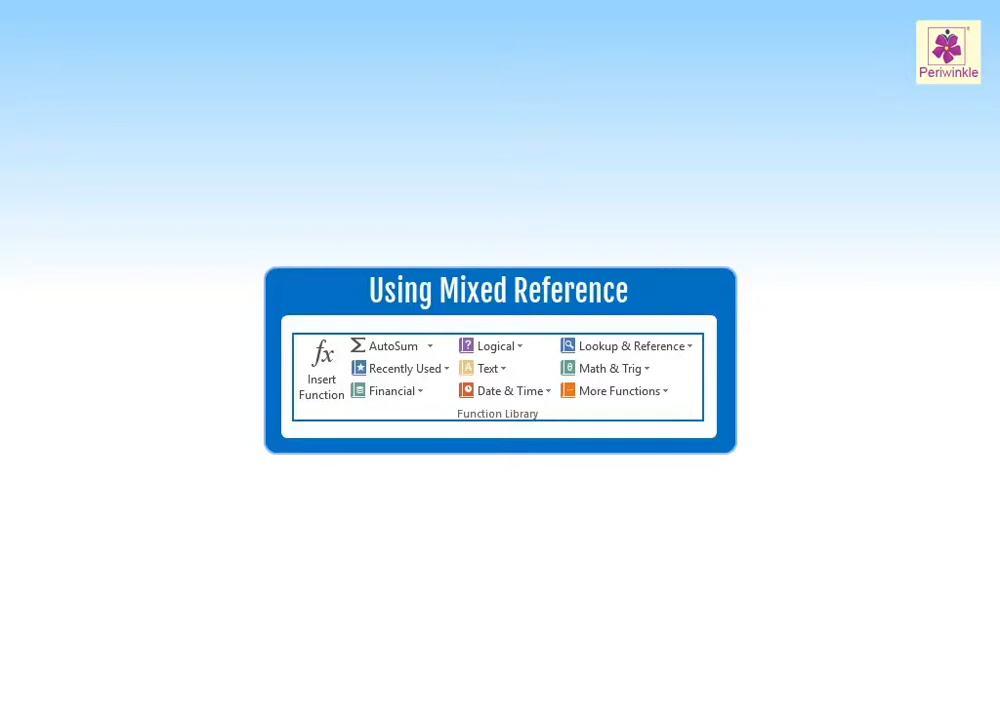 Periwinkle
Using Mixed Reference
fx
Insert
Function
AutoSum
Recently Used
Financial
Logical
Text
Date & Time
Lookup & Reference
Math & Trig
More Functions
Function Library